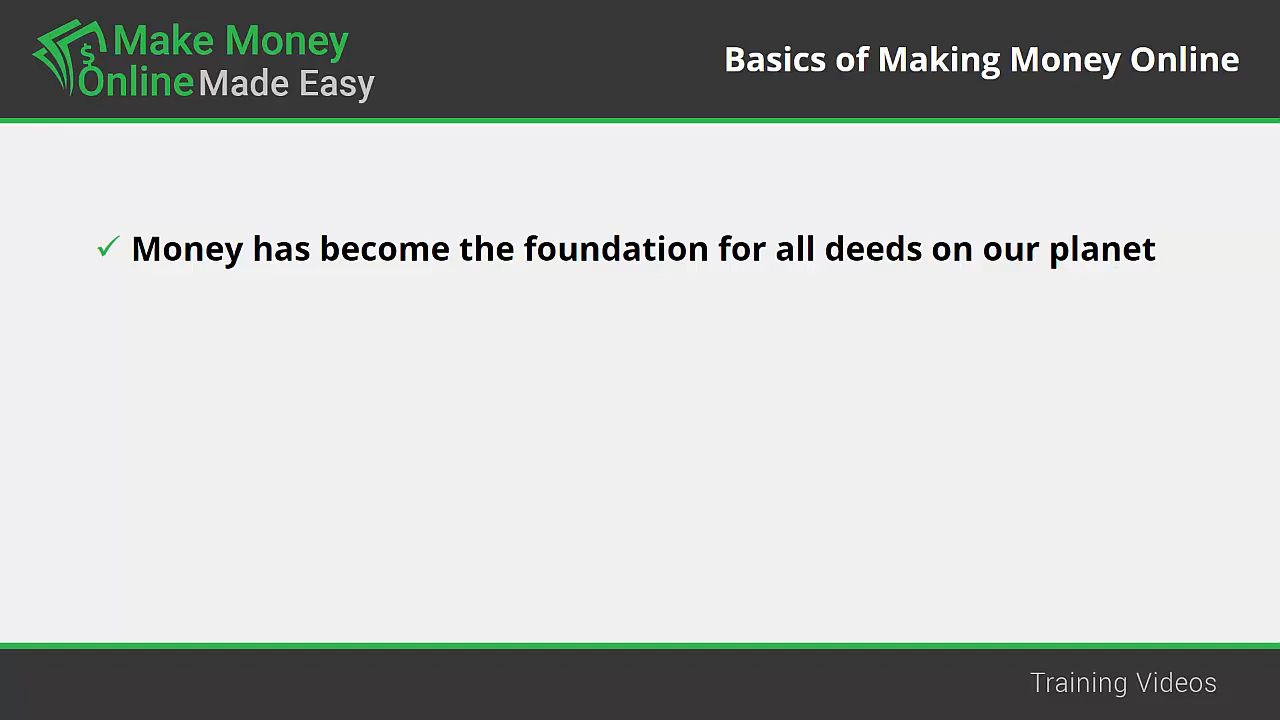 Make Money
Online Made Easy
Basics of Making Money Online
✓ Money has become the foundation for all deeds on our planet
Training Videos